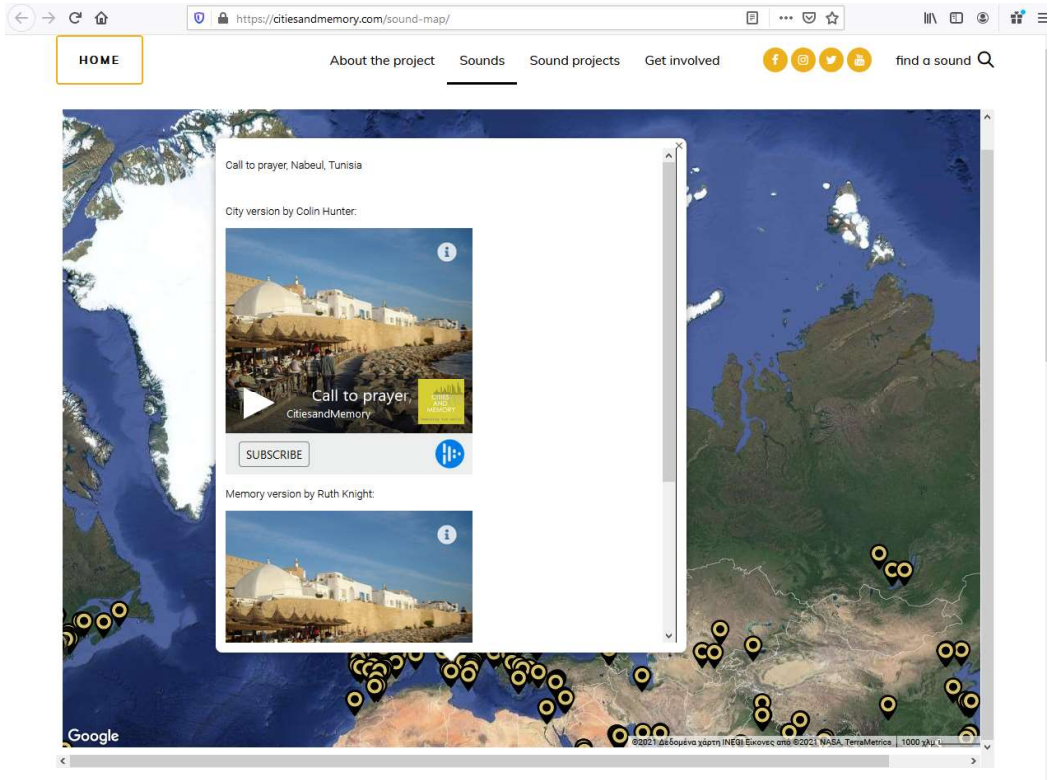 https://citiesandmemory.com/sound-map/
HOME
About the project Sounds Sound projects Get involved find a sound
Call to prayer, Nabeul, Tunisia
City version by Colin Hunter:
Call to prayer,
CitiesandMemory
CITIES
AND
MEMORY
SUBSCRIBE
Memory version by Ruth Knight:
Google
©2021 Δεδομένα χάρτη INEGI Εικόνες από ©2021 NASA, TerraMetrics 1000 χλμ